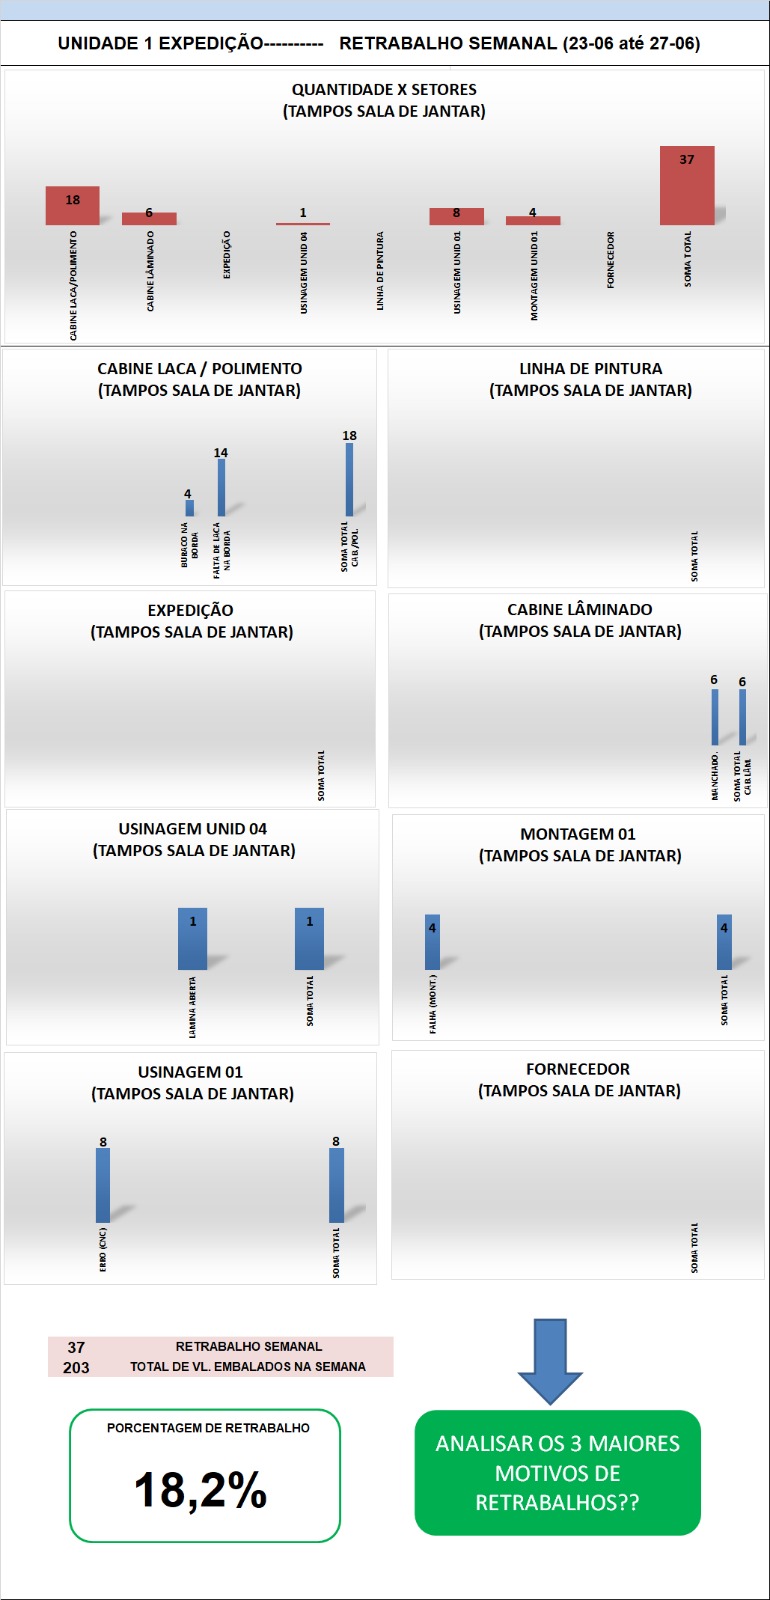 UNIDADE 1 EXPEDIÇÃO---------- RETRABALHO SEMANAL (23-06 até 27-06)
QUANTIDADE X SETORES
(TAMPOS SALA DE JANTAR)
18
6
1
8
4
37
CABINE LACA/POLIMENTO
CABINE LÂMINADO
EXPEDIÇÃO
USINAGEM UNID 04
LINHA DE PINTURA
USINAGEM UNID 01
MONTAGEM UNID 01
FORNECEDOR
SOMA TOTAL
CABINE LACA / POLIMENTO
(TAMPOS SALA DE JANTAR)
4
14
18
BURACO NA
BORDA
FALTA DE LACA
NA BORDA
SOMA TOTAL
CAB./POL.
LINHA DE PINTURA
(TAMPOS SALA DE JANTAR)
SOMA TOTAL
EXPEDIÇÃO
(TAMPOS SALA DE JANTAR)
SOMA TOTAL
CABINE LÂMINADO
(TAMPOS SALA DE JANTAR)
6
6
MANCHADO.
SOMA TOTAL
CAB.LÂM.
USINAGEM UNID 04
(TAMPOS SALA DE JANTAR)
1
1
LAMINA ABERTA
SOMA TOTAL
MONTAGEM 01
(TAMPOS SALA DE JANTAR)
4
4
FALHA (MONT.)
SOMA TOTAL
USINAGEM 01
(TAMPOS SALA DE JANTAR)
8
8
ERRO (CNC)
SOMA TOTAL
FORNECEDOR
(TAMPOS SALA DE JANTAR)
SOMA TOTAL
37 RETRABALHO SEMANAL
203 TOTAL DE VL. EMBALADOS NA SEMANA
PORCENTAGEM DE RETRABALHO
18,2%
ANALISAR OS 3 MAIORES
MOTIVOS DE
RETRABALHOS??